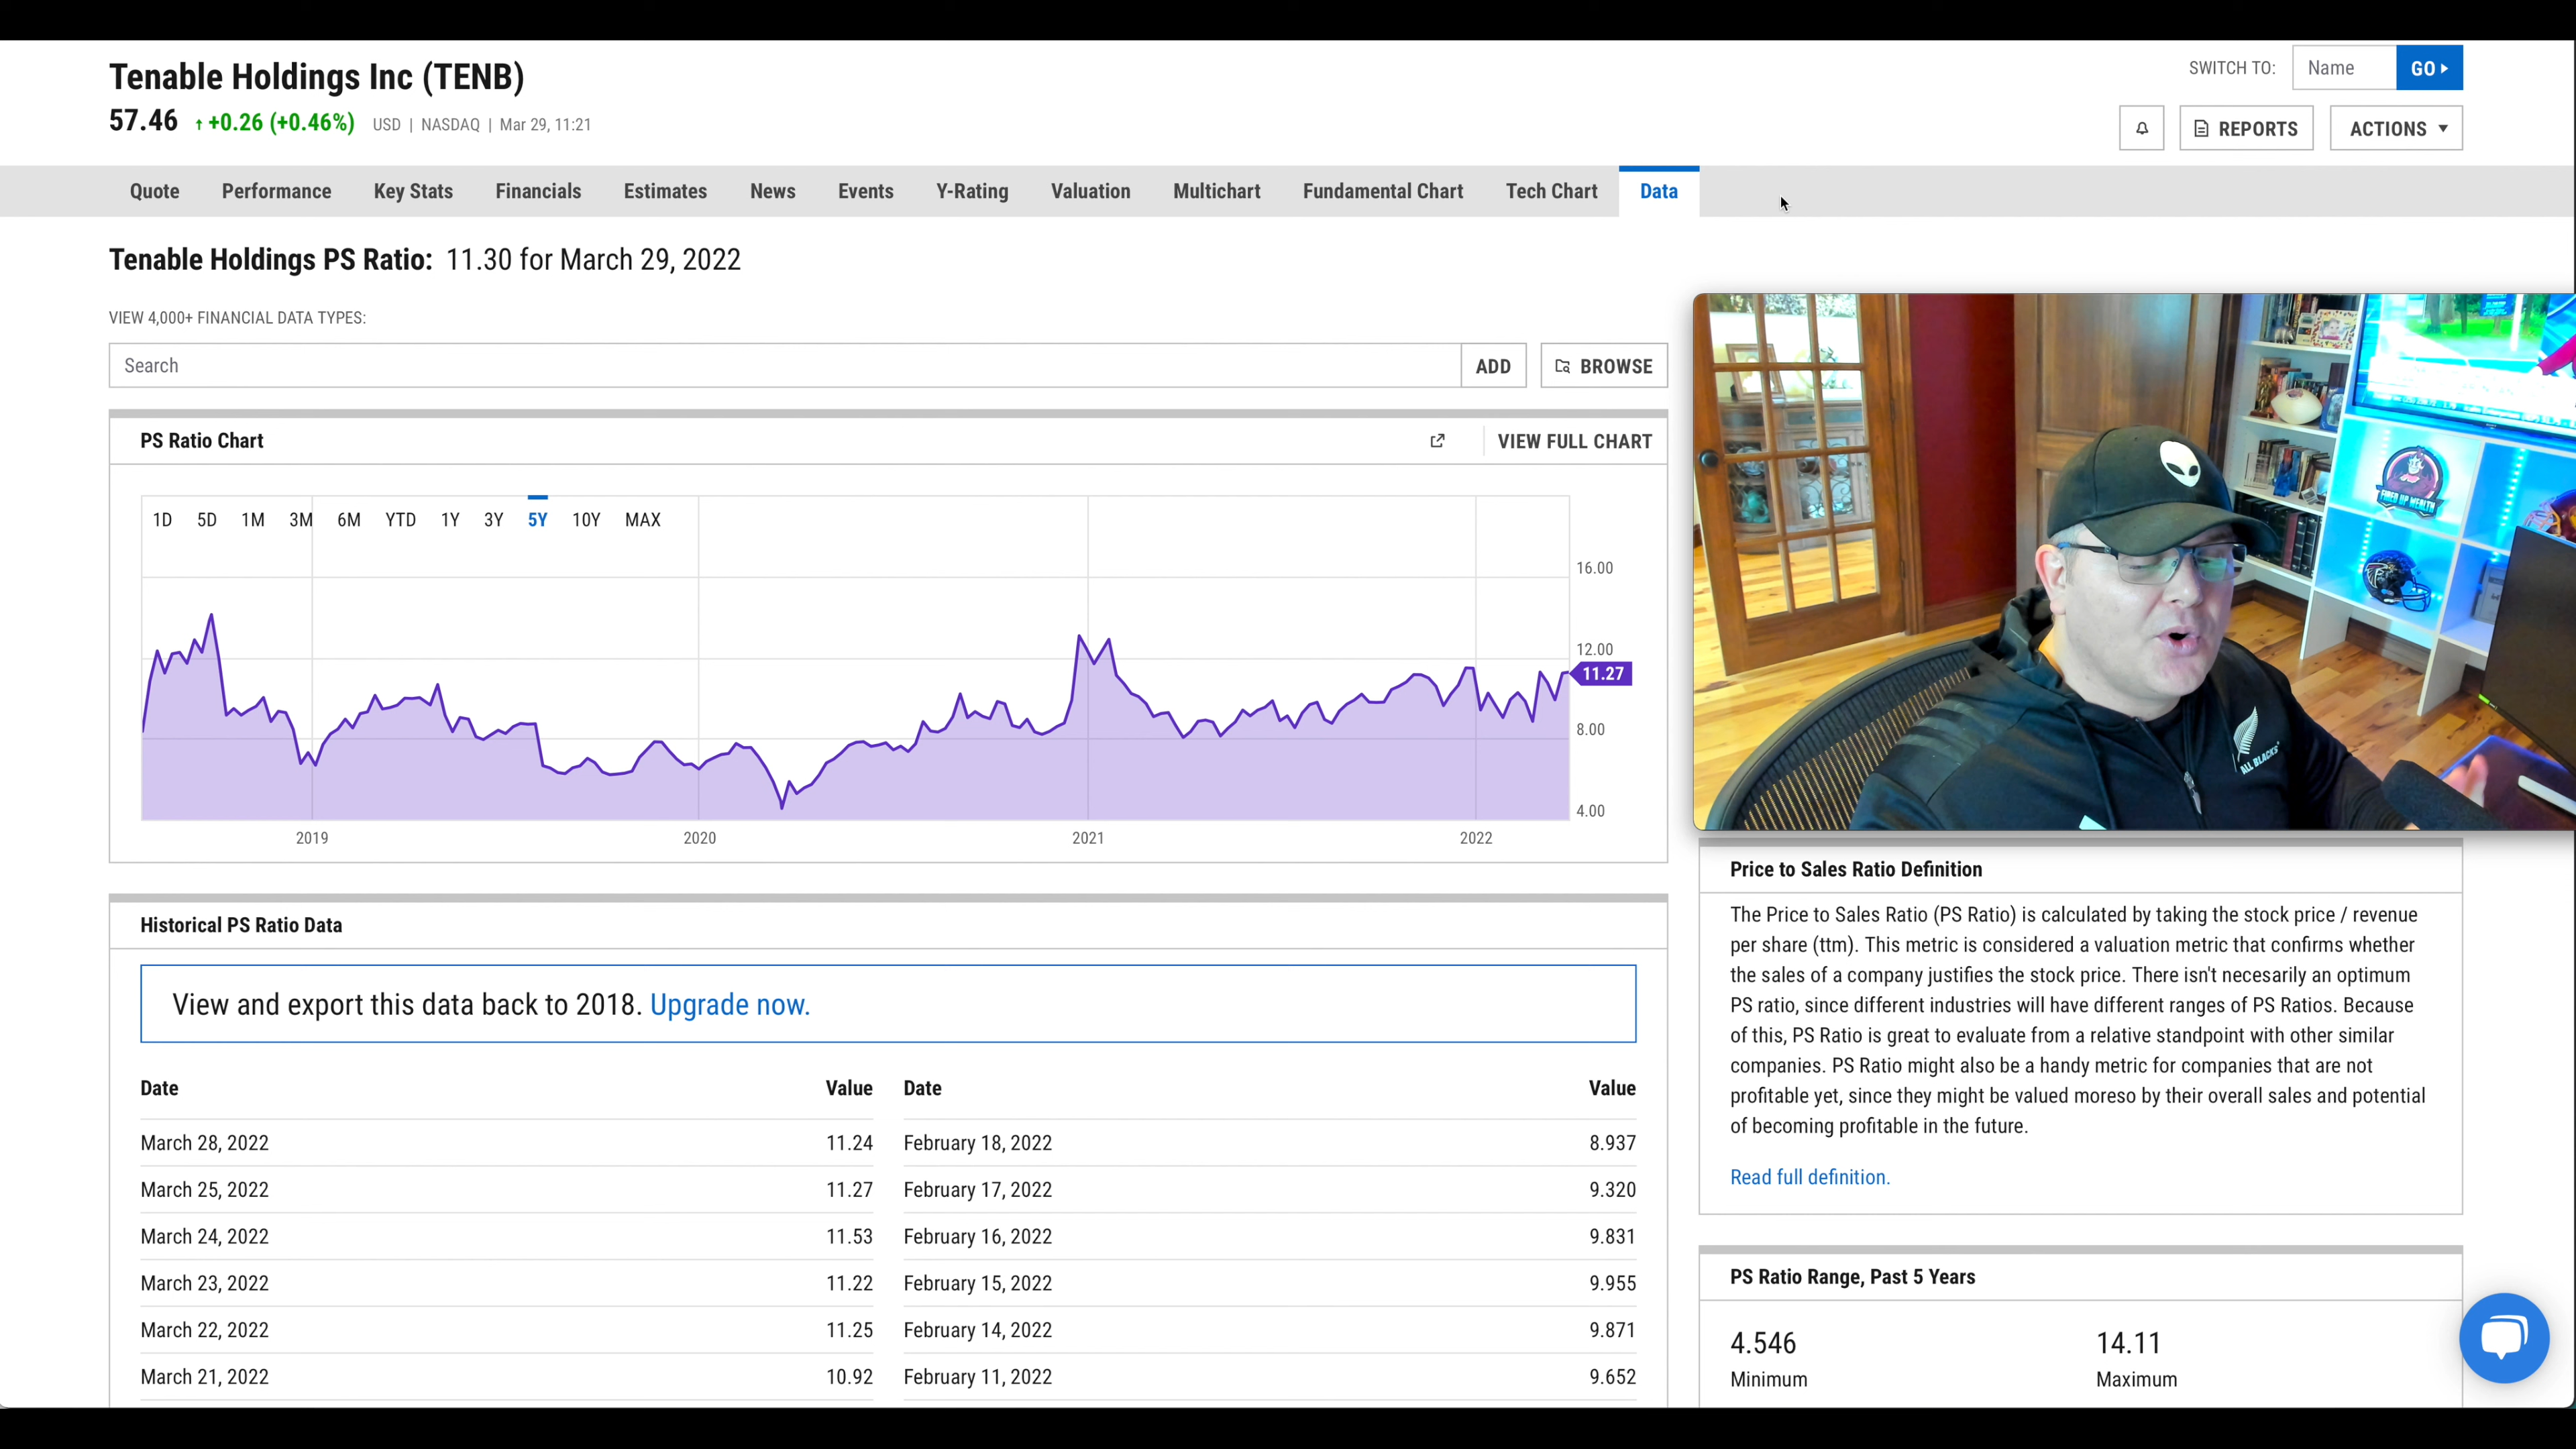 Tenable Holdings Inc (TENB)
SWITCH TO: Name GO
57.46 ↑ +0.26 (+0.46%) USD | NASDAQ | Mar 29, 11:21
REPORTS ACTIONS
Quote Performance Key Stats Financials Estimates News Events Y-Rating Valuation Multichart Fundamental Chart Tech Chart Data
Tenable Holdings PS Ratio: 11.30 for March 29, 2022
VIEW 4,000+ FINANCIAL DATA TYPES:
Search ADD BROWSE
PS Ratio Chart VIEW FULL CHART
1D 5D 1M 3M 6M YTD 1Y 3Y 5Y 10Y MAX
16.00
12.00
11.27
8.00
4.00
2019 2020 2021 2022
FIRED UP WEALTH
ALL BLACKS
Historical PS Ratio Data
View and export this data back to 2018. Upgrade now.
Date Value Date Value
March 28, 2022 11.24 February 18, 2022 8.937
March 25, 2022 11.27 February 17, 2022 9.320
March 24, 2022 11.53 February 16, 2022 9.831
March 23, 2022 11.22 February 15, 2022 9.955
March 22, 2022 11.25 February 14, 2022 9.871
March 21, 2022 10.92 February 11, 2022 9.652
Price to Sales Ratio Definition
The Price to Sales Ratio (PS Ratio) is calculated by taking the stock price / revenue
per share (ttm). This metric is considered a valuation metric that confirms whether
the sales of a company justifies the stock price. There isn't necesarily an optimum
PS ratio, since different industries will have different ranges of PS Ratios. Because
of this, PS Ratio is great to evaluate from a relative standpoint with other similar
companies. PS Ratio might also be a handy metric for companies that are not
profitable yet, since they might be valued moreso by their overall sales and potential
of becoming profitable in the future.
Read full definition.
PS Ratio Range, Past 5 Years
4.546 14.11
Minimum Maximum